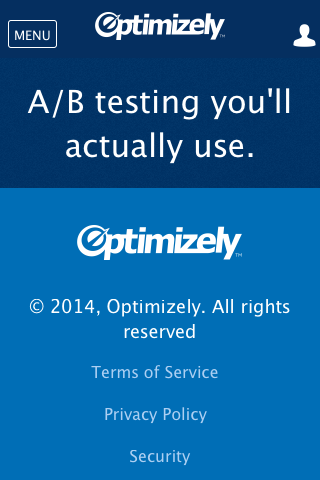 MENU
Optimizely™
A/B testing you'll
actually use.
Optimizely™
© 2014, Optimizely. All rights
reserved
Terms of Service
Privacy Policy
Security